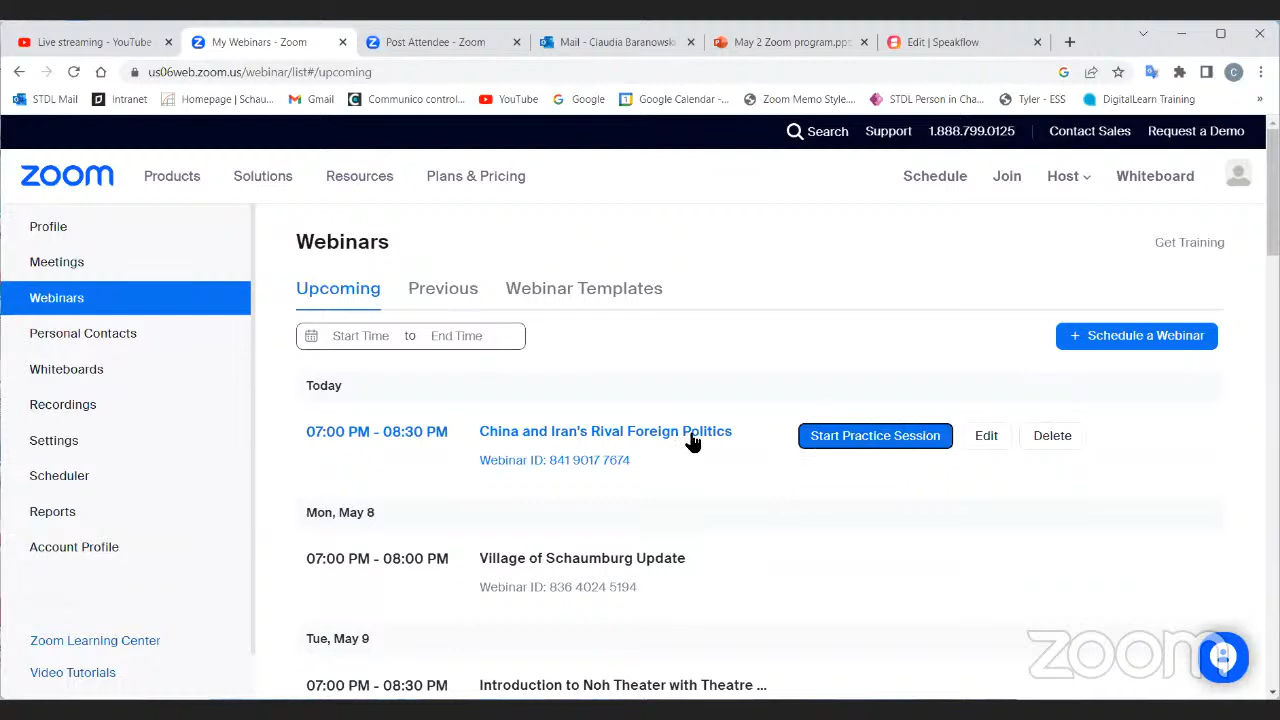 Live streaming - YouTube
My Webinars - Zoom
Post Attendee - Zoom
Mail - Claudia Baranowsk
May 2 Zoom program.ppt
Edit | Speakflow
us06web.zoom.us/webinar/list#/upcoming
C
STDL Mail
Intranet
Homepage | Schau...
Gmail
Communico control...
YouTube
Google
Google Calendar -...
Zoom Memo Style....
STDL Person in Cha...
Tyler - ESS
DigitalLearn Training
»
Search
Support
1.888.799.0125
Contact Sales
Request a Demo
zoom
Products
Solutions
Resources
Plans & Pricing
Schedule
Join
Host
Whiteboard
Profile
Meetings
Webinars
Personal Contacts
Whiteboards
Recordings
Settings
Scheduler
Reports
Account Profile
Zoom Learning Center
Video Tutorials
Webinars
Get Training
Upcoming
Previous
Webinar Templates
Start Time to End Time
+ Schedule a Webinar
Today
07:00 PM - 08:30 PM
China and Iran's Rival Foreign Politics
Webinar ID: 841 9017 7674
Start Practice Session
Edit
Delete
Mon, May 8
07:00 PM - 08:00 PM
Village of Schaumburg Update
Webinar ID: 836 4024 5194
Tue, May 9
07:00 PM - 08:30 PM
Introduction to Noh Theater with Theatre ...
zoom